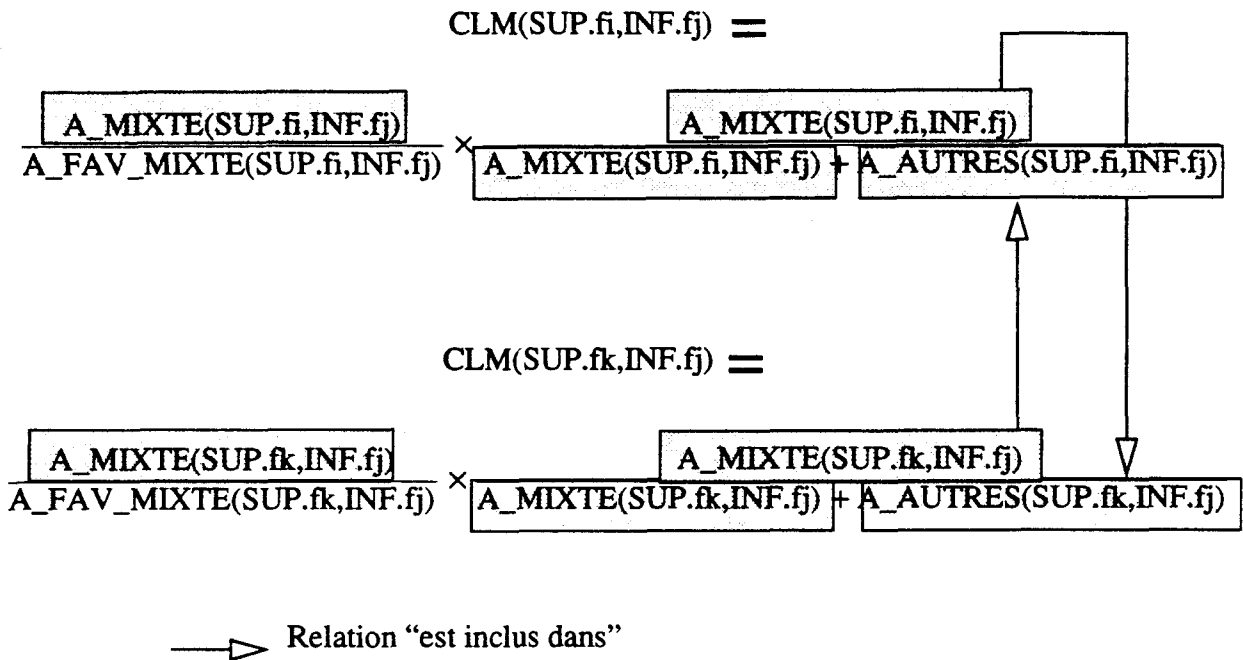 CLM(SUP.fi,INF.fj) =
A_MIXTE(SUP.fi,INF.fj) A_MIXTE(SUP.fi,INF.fj)
×
A_FAV_MIXTE(SUP.fi,INF.fj) A_MIXTE(SUP.fi,INF.fj) + A_AUTRES(SUP.fi,INF.fj)
CLM(SUP.fk,INF.fj) =
A_MIXTE(SUP.fk,INF.fj) A_MIXTE(SUP.fk,INF.fj)
×
A_FAV_MIXTE(SUP.fk,INF.fj) A_MIXTE(SUP.fk,INF.fj) + A_AUTRES(SUP.fk,INF.fj)
Relation “est inclus dans”